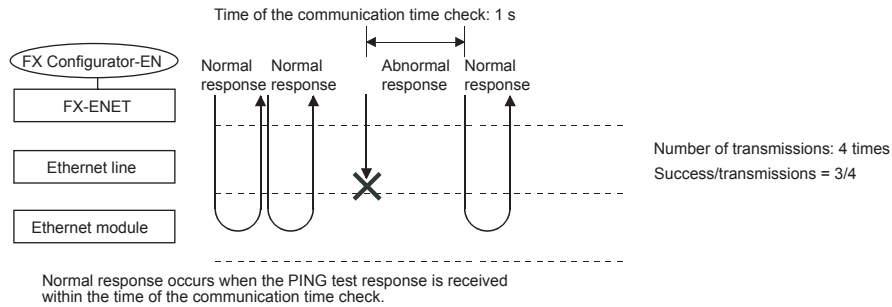 Time of the communication time check: 1 s
FX Configurator-EN
FX-ENET
Ethernet line
Ethernet module
Normal
response
Normal
response
Abnormal
response
Normal
response
Number of transmissions: 4 times
Success/transmissions = 3/4
Normal response occurs when the PING test response is received
within the time of the communication time check.